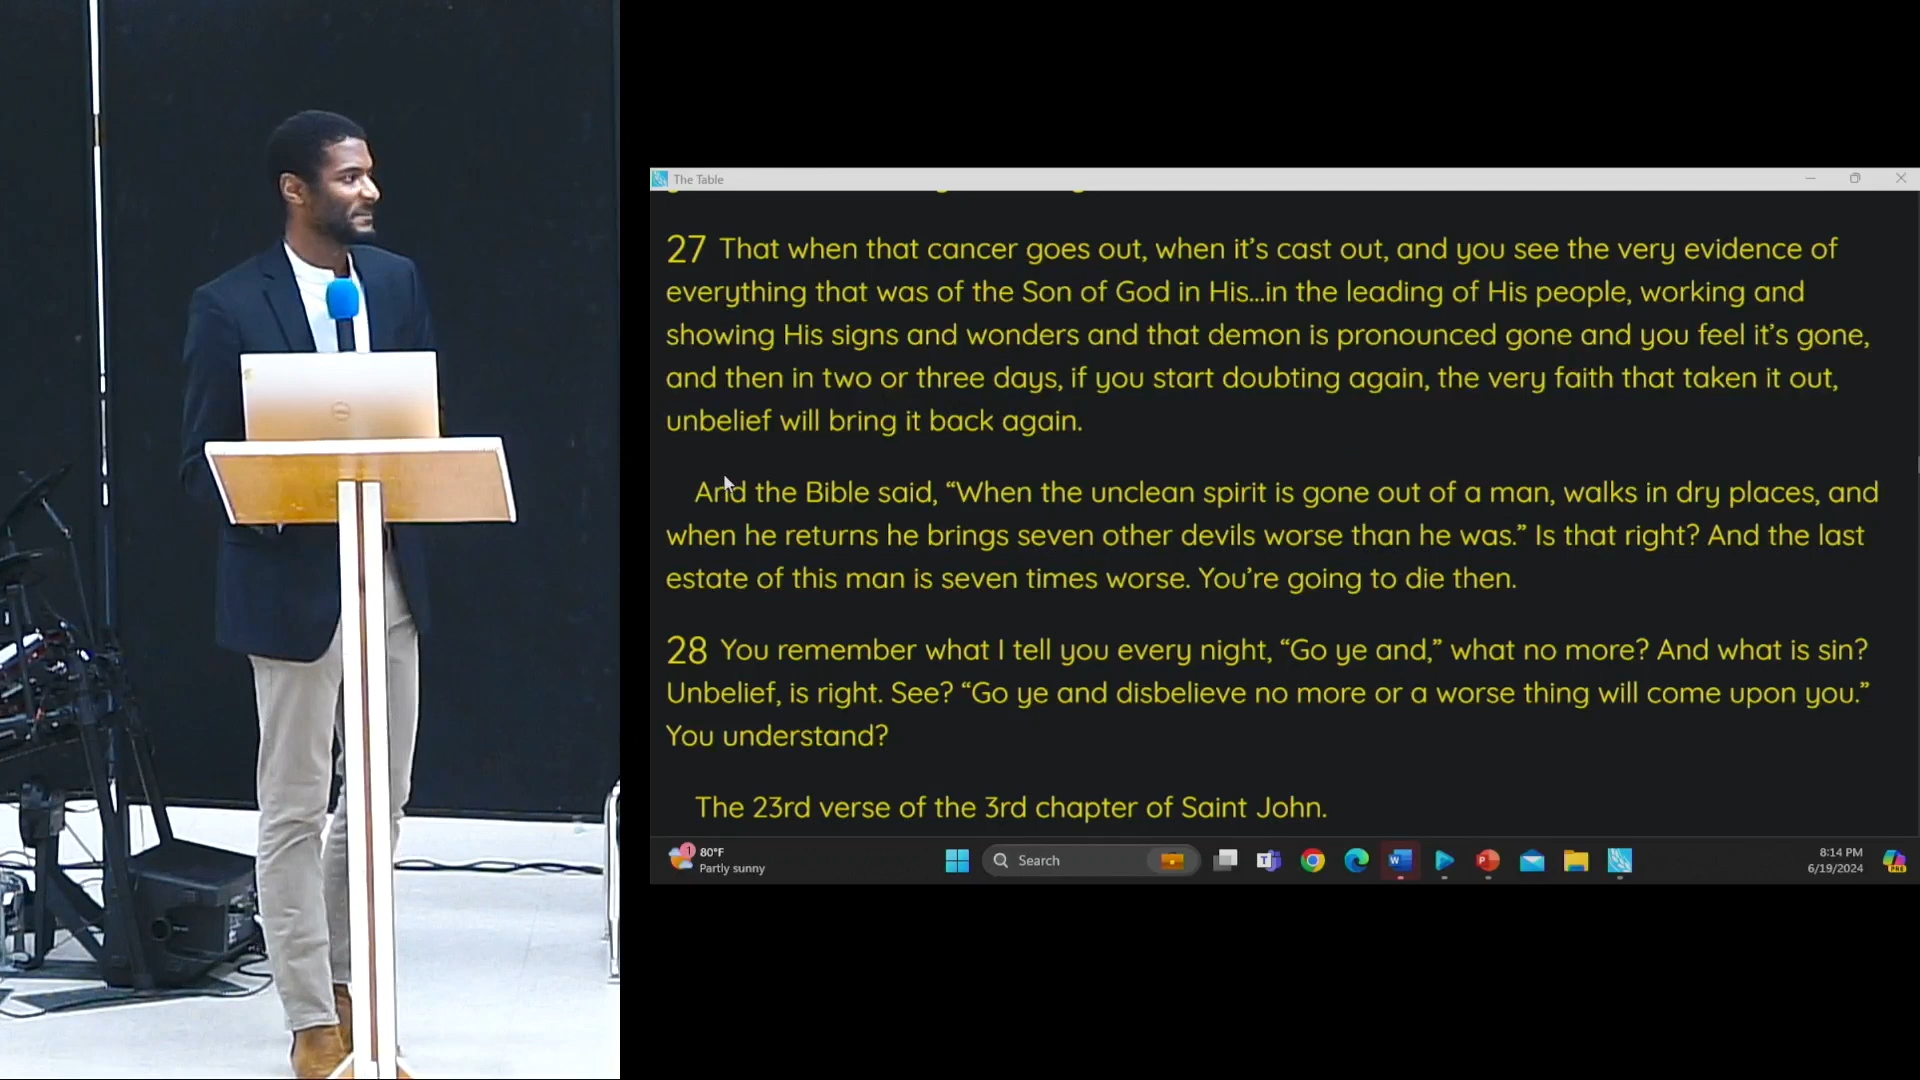 The Table
27 That when that cancer goes out, when it’s cast out, and you see the very evidence of
everything that was of the Son of God in His...in the leading of His people, working and
showing His signs and wonders and that demon is pronounced gone and you feel it’s gone,
and then in two or three days, if you start doubting again, the very faith that taken it out,
unbelief will bring it back again.
And the Bible said, “When the unclean spirit is gone out of a man, walks in dry places, and
when he returns he brings seven other devils worse than he was.” Is that right? And the last
estate of this man is seven times worse. You’re going to die then.
28 You remember what I tell you every night, “Go ye and,” what no more? And what is sin?
Unbelief, is right. See? “Go ye and disbelieve no more or a worse thing will come upon you.”
You understand?
The 23rd verse of the 3rd chapter of Saint John.
1
80°F
Partly sunny
Search
T
W
P
8:14 PM
6/19/2024
PRE
DELL